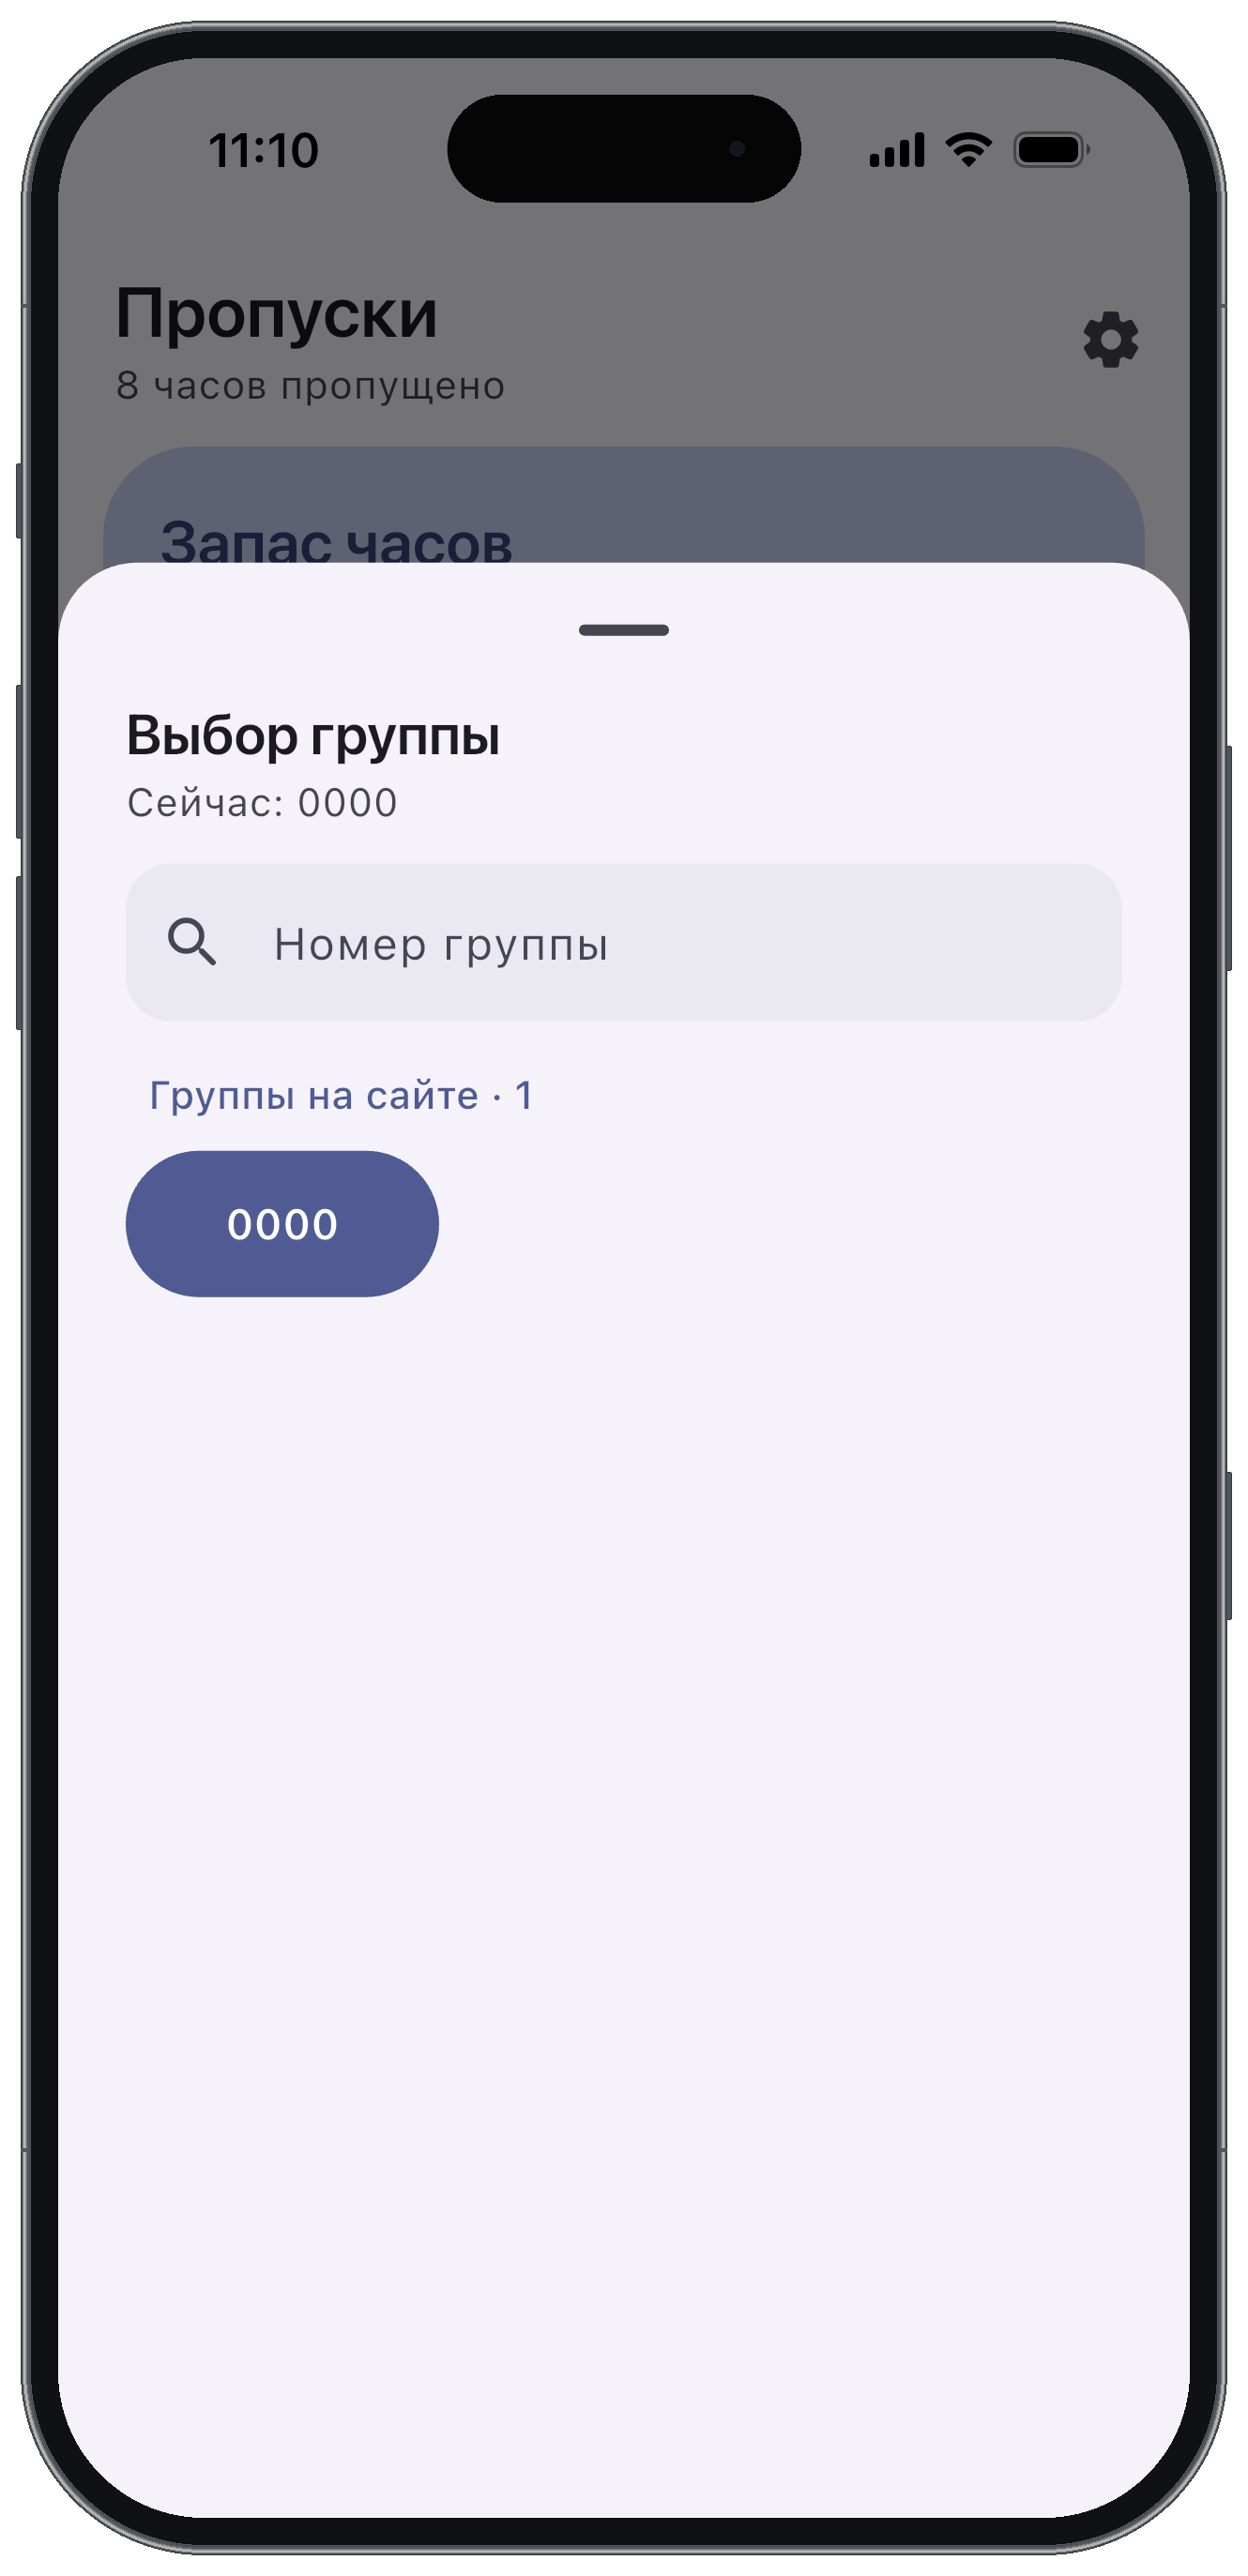 11:10
Пропуски
8 часов пропущено
Запас часов
Выбор группы
Сейчас: 0000
Номер группы
Группы на сайте · 1
0000